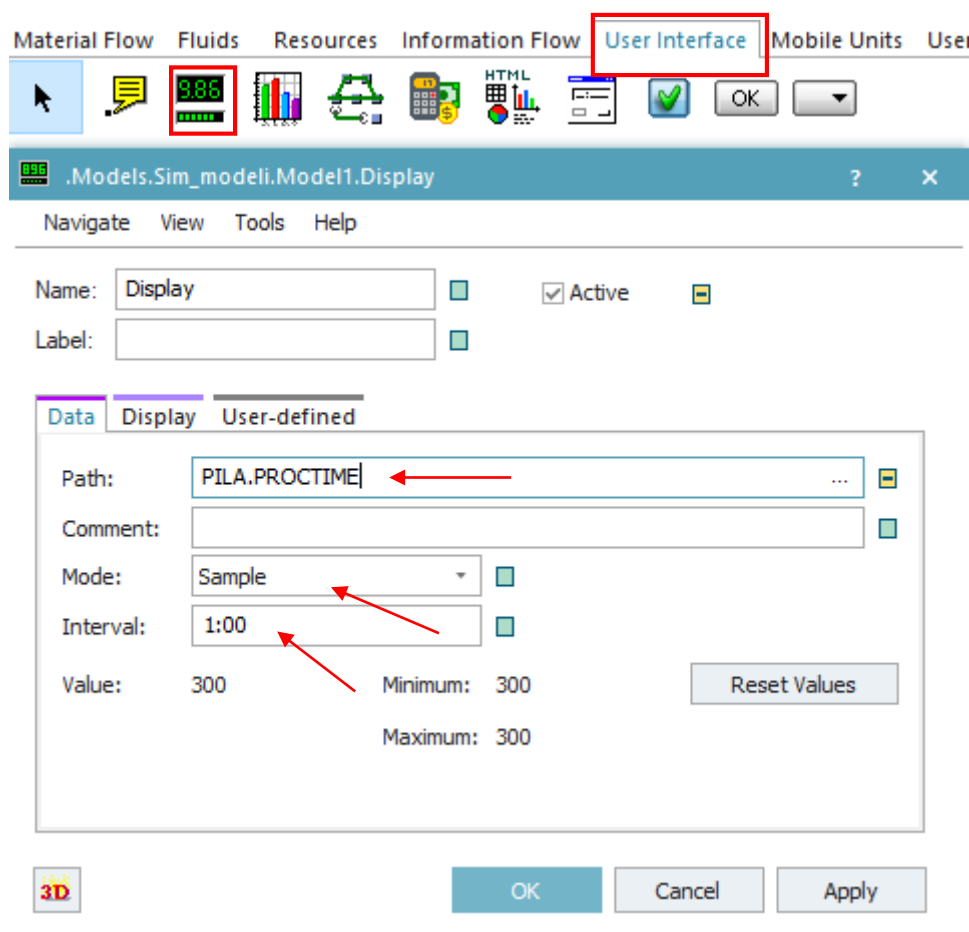 Material Flow Fluids Resources Information Flow User Interface Mobile Units User
9.86 HTML OK
.Models.Sim_modeli.Model1.Display ? ×
Navigate View Tools Help
Name: Display Active
Label:
Data Display User-defined
Path: PILA.PROCTIME ...
Comment:
Mode: Sample
Interval: 1:00
Value: 300 Minimum: 300 Reset Values
Maximum: 300
3D OK Cancel Apply